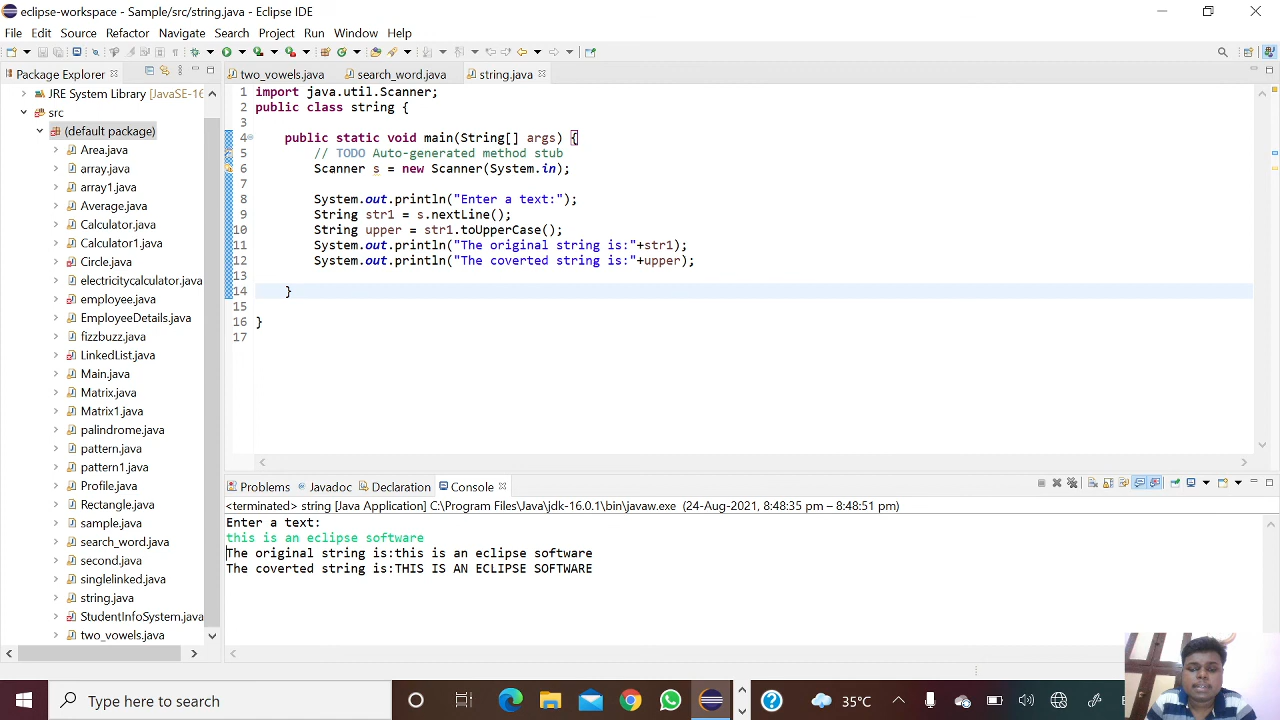 eclipse-workspace - Sample/src/string.java - Eclipse IDE
File Edit Source Refactor Navigate Search Project Run Window Help
Package Explorer
two_vowels.java search_word.java string.java
JRE System Library [JavaSE-16
src
(default package)
Area.java
array.java
array1.java
Average.java
Calculator.java
Calculator1.java
Circle.java
electricitycalculator.java
employee.java
EmployeeDetails.java
fizzbuzz.java
LinkedList.java
Main.java
Matrix.java
Matrix1.java
palindrome.java
pattern.java
pattern1.java
Profile.java
Rectangle.java
sample.java
search_word.java
second.java
singlelinked.java
string.java
StudentInfoSystem.java
two_vowels.java
1 import java.util.Scanner;
2 public class string {
3
4 public static void main(String[] args) {
5 // TODO Auto-generated method stub
6 Scanner s = new Scanner(System.in);
7
8 System.out.println("Enter a text:");
9 String str1 = s.nextLine();
10 String upper = str1.toUpperCase();
11 System.out.println("The original string is:"+str1);
12 System.out.println("The coverted string is:"+upper);
13
14 }
15
16 }
17
Problems Javadoc Declaration Console
<terminated> string [Java Application] C:\Program Files\Java\jdk-16.0.1\bin\javaw.exe (24-Aug-2021, 8:48:35 pm – 8:48:51 pm)
Enter a text:
this is an eclipse software
The original string is:this is an eclipse software
The coverted string is:THIS IS AN ECLIPSE SOFTWARE
Type here to search
35°C